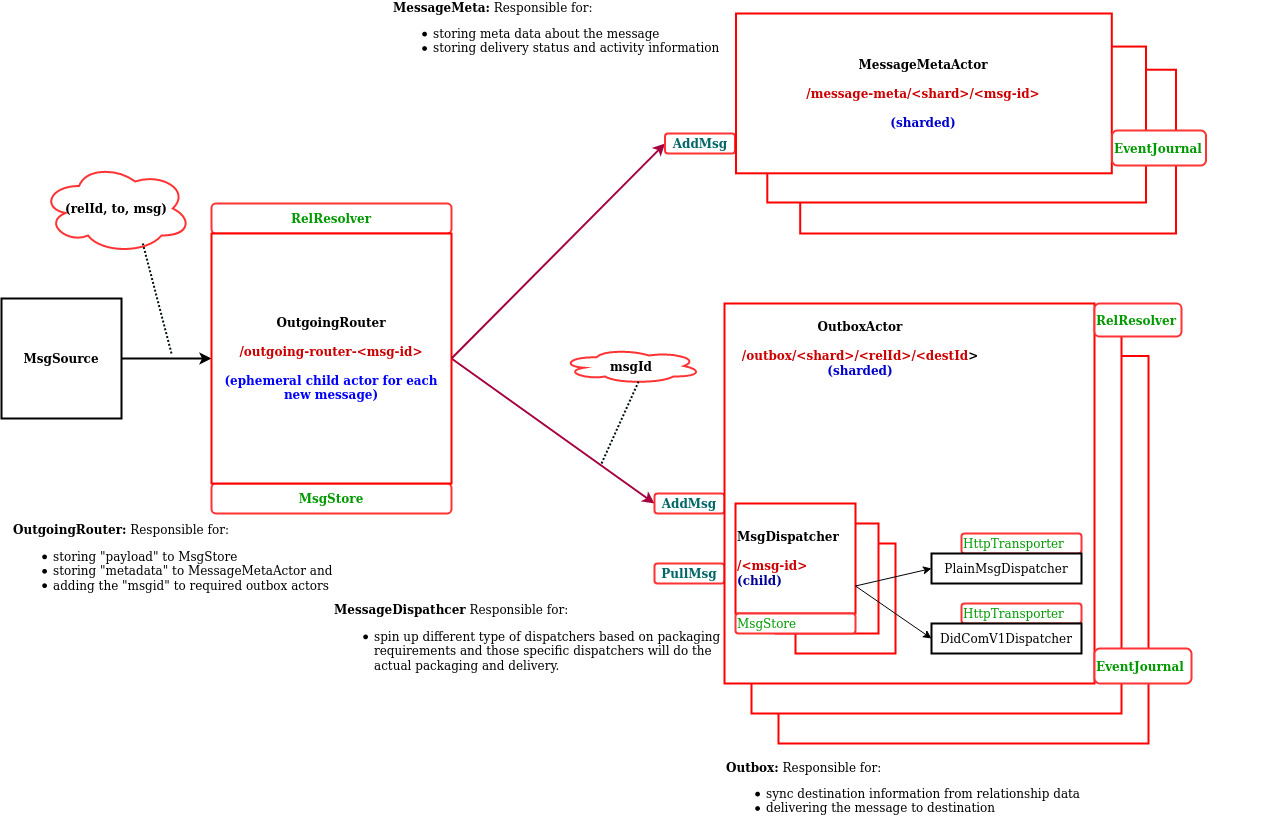 MessageMeta: Responsible for:
storing meta data about the message
storing delivery status and activity information
MessageMetaActor
/message-meta/<shard>/<msg-id>
(sharded)
AddMsg
EventJournal
(relId, to, msg)
RelResolver
MsgSource
OutgoingRouter
/outgoing-router-<msg-id>
(ephemeral child actor for each
new message)
MsgStore
msgId
OutboxActor
/outbox/<shard>/<relId>/<destId>
(sharded)
RelResolver
AddMsg
PullMsg
MsgDispatcher
/<msg-id>
(child)
MsgStore
HttpTransporter
PlainMsgDispatcher
HttpTransporter
DidComV1Dispatcher
EventJournal
OutgoingRouter: Responsible for:
storing "payload" to MsgStore
storing "metadata" to MessageMetaActor and
adding the "msgid" to required outbox actors
MessageDispathcer Responsible for:
spin up different type of dispatchers based on packaging
requirements and those specific dispatchers will do the
actual packaging and delivery.
Outbox: Responsible for:
sync destination information from relationship data
delivering the message to destination